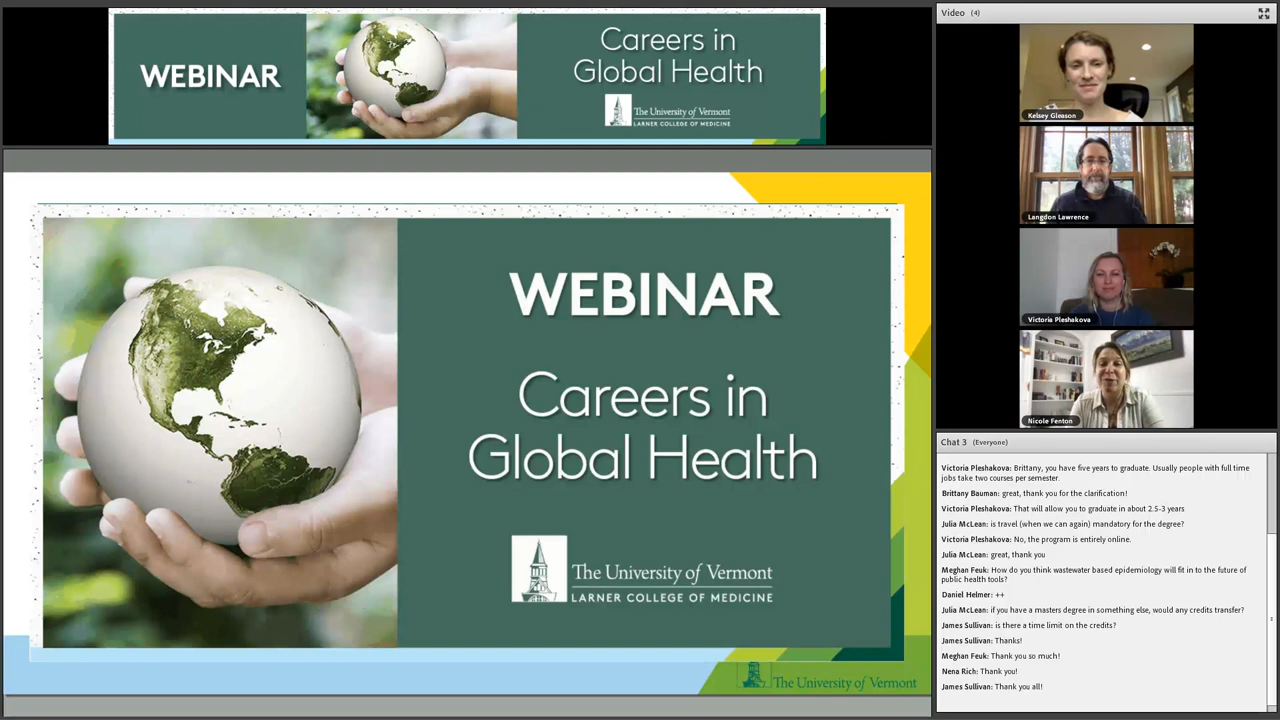 WEBINAR
Careers in
Global Health
The University of Vermont
LARNER COLLEGE OF MEDICINE
WEBINAR
Careers in
Global Health
The University of Vermont
LARNER COLLEGE OF MEDICINE
The University of Vermont
Video (4)
Kelsey Gleason
Langdon Lawrence
Victoria Pleshakova
Nicole Fenton
Chat 3 (Everyone)
Victoria Pleshakova: Brittany, you have five years to graduate. Usually people with full time
jobs take two courses per semester.
Brittany Bauman: great, thank you for the clarification!
Victoria Pleshakova: That will allow you to graduate in about 2.5-3 years
Julia McLean: is travel (when we can again) mandatory for the degree?
Victoria Pleshakova: No, the program is entirely online.
Julia McLean: great, thank you
Meghan Feuk: How do you think wastewater based epidemiology will fit in to the future of
public health tools?
Daniel Helmer: ++
Julia McLean: if you have a masters degree in something else, would any credits transfer?
James Sullivan: is there a time limit on the credits?
James Sullivan: Thanks!
Meghan Feuk: Thank you so much!
Nena Rich: Thank you!
James Sullivan: Thank you all!